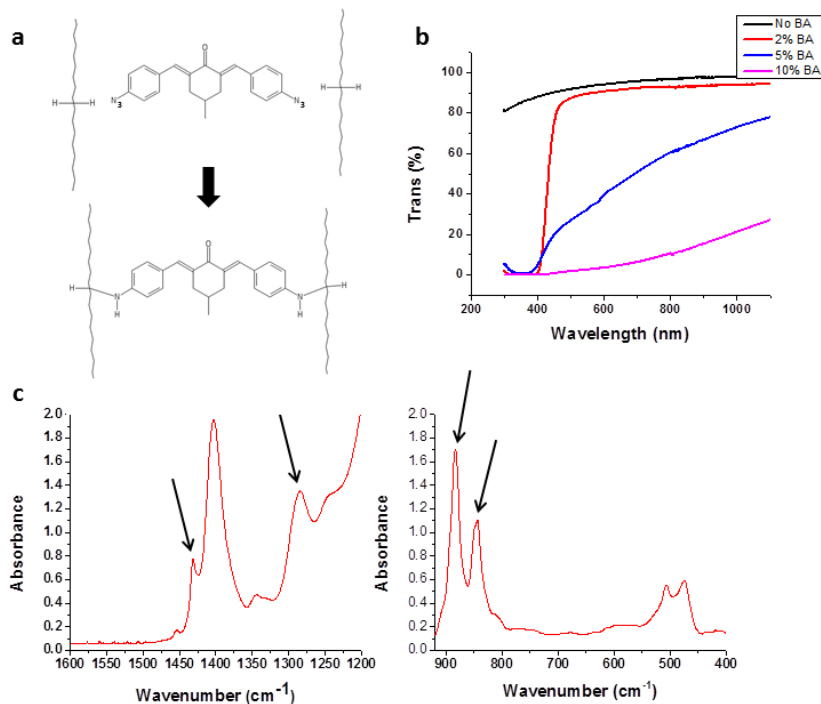 a
O
N3
N3
H H
H H
O
H
N
H
N
H
H
b
No BA
2% BA
5% BA
10% BA
100
80
60
40
20
0
Trans (%)
200 400 600 800 1000
Wavelength (nm)
c
2.0
1.8
1.6
1.4
1.2
1.0
0.8
0.6
0.4
0.2
0.0
Absorbance
1600 1500 1400 1300 1200
Wavenumber (cm-1)
2.0
1.8
1.6
1.4
1.2
1.0
0.8
0.6
0.4
0.2
0.0
Absorbance
900 800 700 600 500 400
Wavenumber (cm-1)